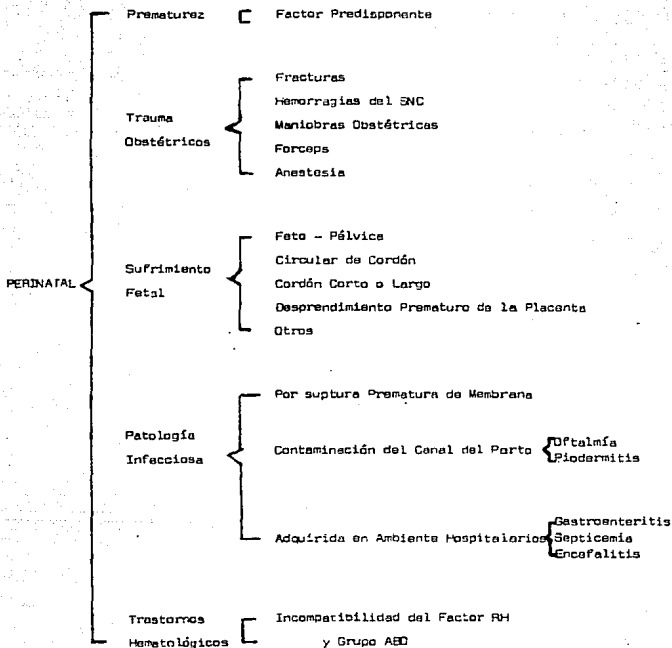 Prematurez
Factor Predisponente
Fracturas
Hemorragias del SNC
Trauma
Obstétricos
Maniobras Obstétricas
Forceps
Anestesia
Feto - Pélvica
Circular de Cordón
Sufrimiento
Fetal
Cordón Corto o Largo
Desprendimiento Prematuro de la Placenta
Otros
PERINATAL
Por suptura Prematura de Membrana
Patología
Infecciosa
Contaminación del Canal del Parto
Oftalmía
Piodermitis
Adquirida en Ambiente Hospitalarios
Gastroenteritis
Septicemia
Encefalitis
Trastornos
Hematológicos
Incompatibilidad del Factor RH
y Grupo ABO